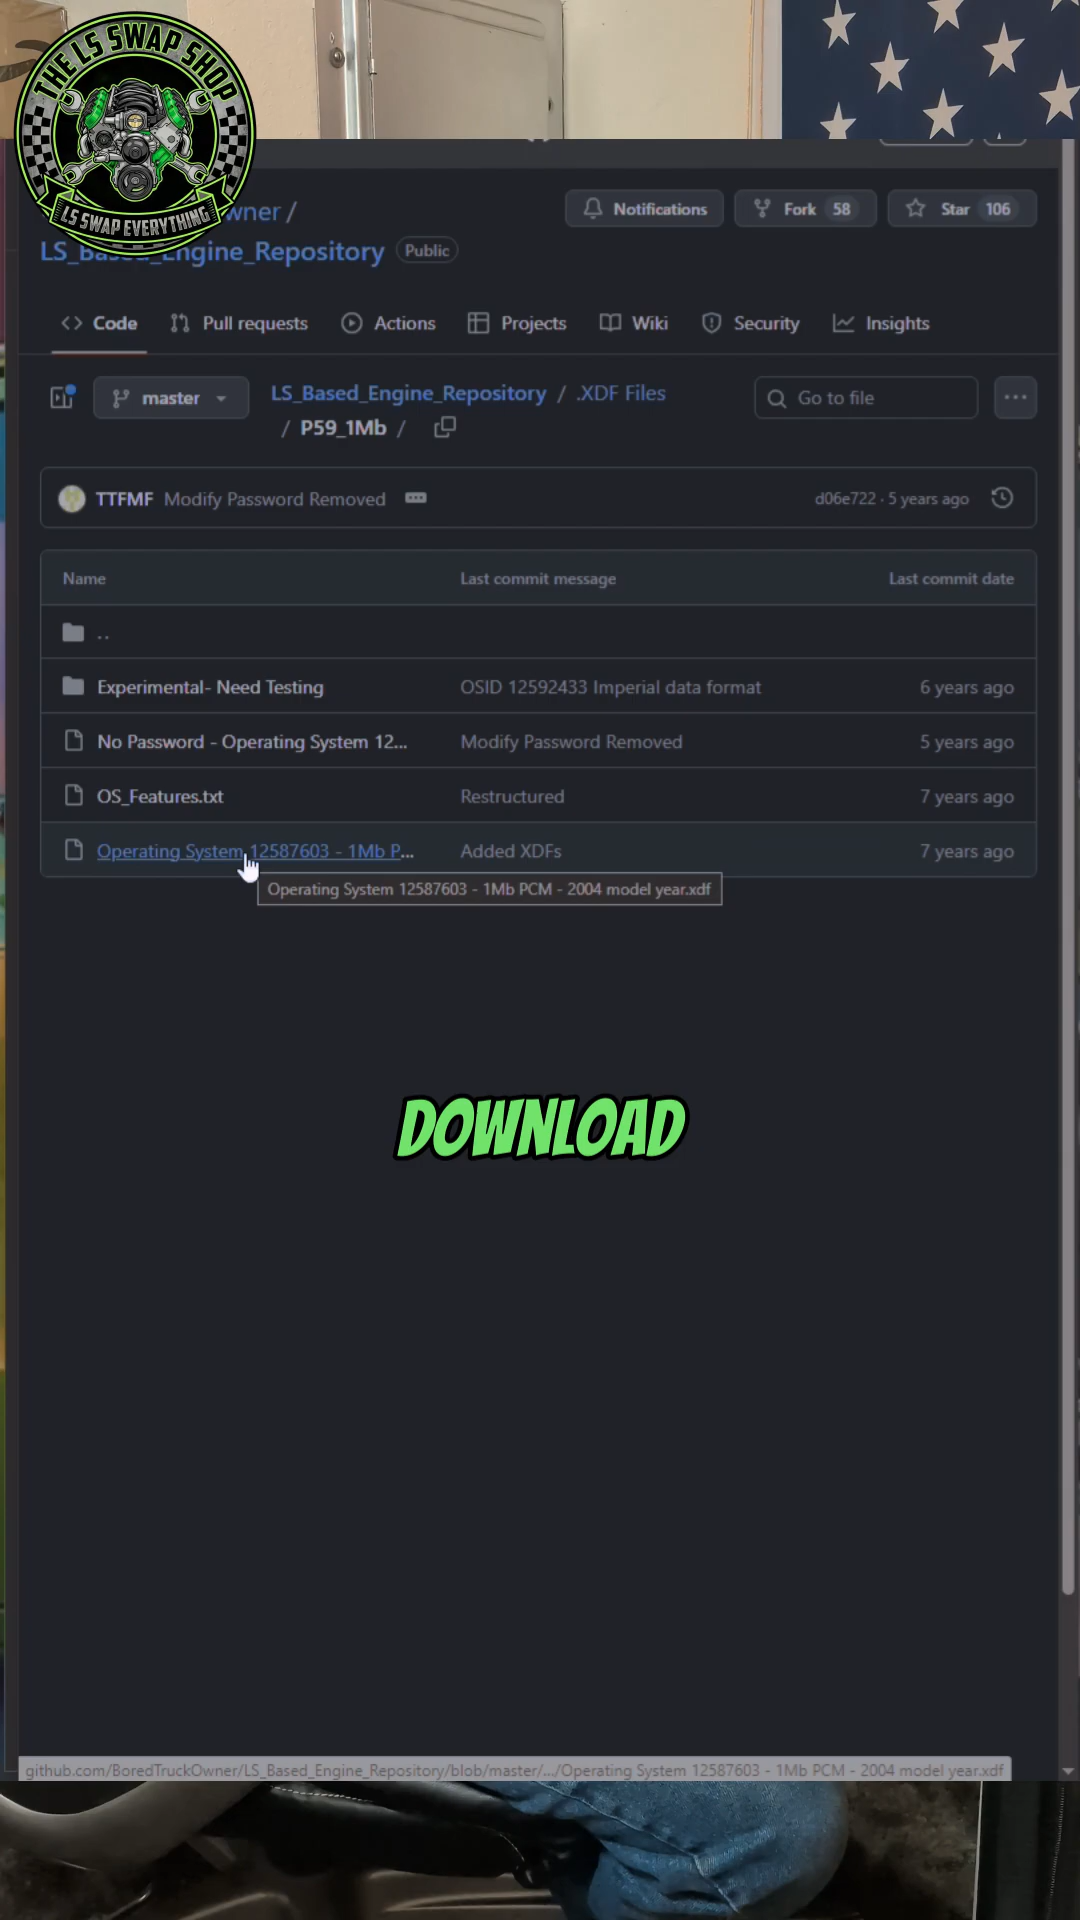 THE LS SWAP SHOP
LS SWAP EVERYTHING
wner /
Notifications
Fork 58
Star 106
LS_Based_Engine_Repository
Public
Code
Pull requests
Actions
Projects
Wiki
Security
Insights
master
LS_Based_Engine_Repository / .XDF Files
/ P59_1Mb /
Go to file
TTFMF Modify Password Removed
d06e722 · 5 years ago
Name Last commit message Last commit date
..
Experimental- Need Testing OSID 12592433 Imperial data format 6 years ago
No Password - Operating System 12... Modify Password Removed 5 years ago
OS_Features.txt Restructured 7 years ago
Operating System 12587603 - 1Mb P... Added XDFs 7 years ago
Operating System 12587603 - 1Mb PCM - 2004 model year.xdf
DOWNLOAD
github.com/BoredTruckOwner/LS_Based_Engine_Repository/blob/master/.../Operating System 12587603 - 1Mb PCM - 2004 model year.xdf